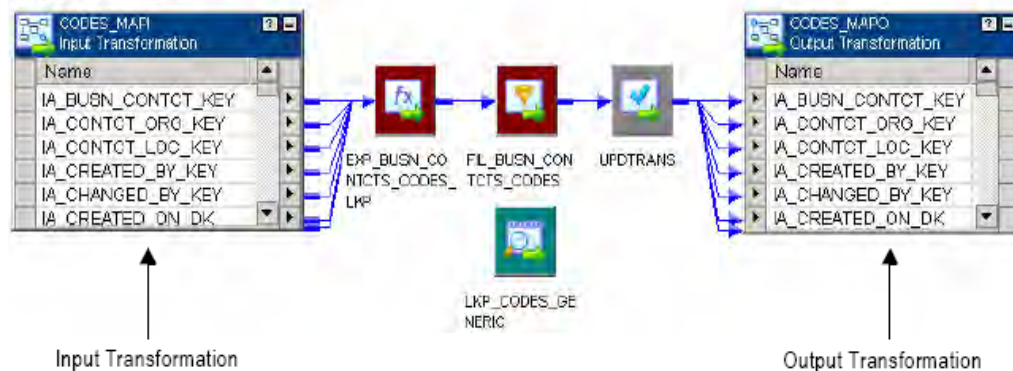 CODES_MAPI
Input Transformation
Name
IA_BUSN_CONTCT_KEY
IA_CONTCT_ORG_KEY
IA_CONTCT_LOC_KEY
IA_CREATED_BY_KEY
IA_CHANGED_BY_KEY
IA_CREATED_ON_DK
EXP_BUSN_CO
NTCTS_CODES_
LKP
FIL_BUSN_CON
TCTS_CODES
UPDTRANS
LKP_CODES_GE
NERIC
CODES_MAPO
Output Transformation
Name
IA_BUSN_CONTCT_KEY
IA_CONTCT_ORG_KEY
IA_CONTCT_LOC_KEY
IA_CREATED_BY_KEY
IA_CHANGED_BY_KEY
IA_CREATED_ON_DK
Input Transformation
Output Transformation